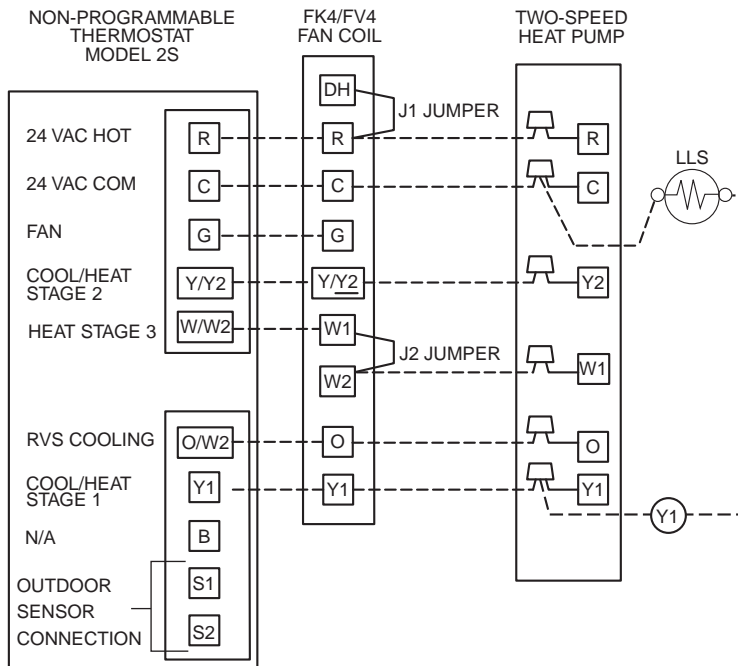 NON-PROGRAMMABLE
THERMOSTAT
MODEL 2S
FK4/FV4
FAN COIL
TWO-SPEED
HEAT PUMP
DH
J1 JUMPER
24 VAC HOT
R
R
R
LLS
24 VAC COM
C
C
C
FAN
G
G
COOL/HEAT
STAGE 2
Y/Y2
Y/Y2
Y2
HEAT STAGE 3
W/W2
W1
J2 JUMPER
W2
W1
RVS COOLING
O/W2
O
O
COOL/HEAT
STAGE 1
Y1
Y1
Y1
Y1
N/A
B
OUTDOOR
SENSOR
CONNECTION
S1
S2